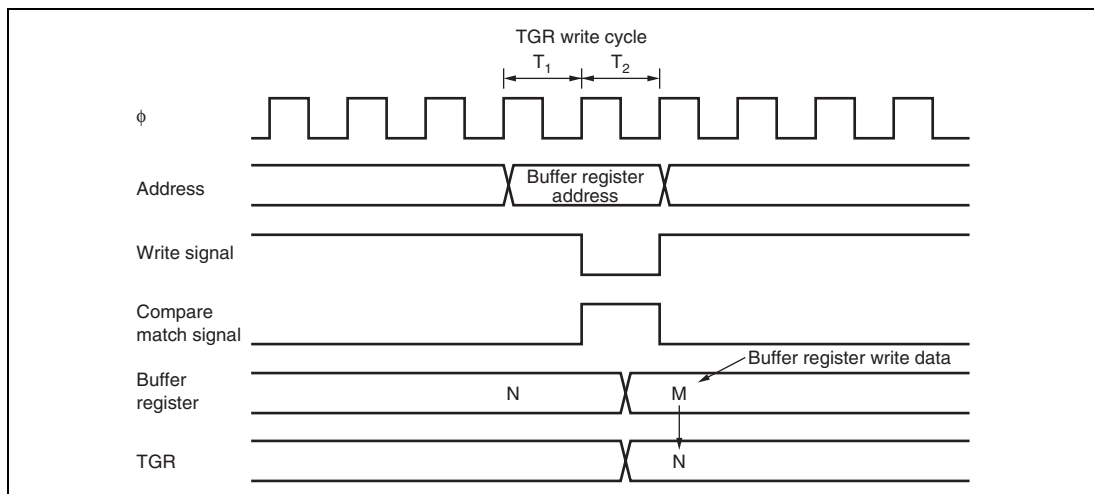 TGR write cycle
T1 T2
ϕ
Address
Buffer register
address
Write signal
Compare
match signal
Buffer register write data
Buffer
register
N
M
TGR
N